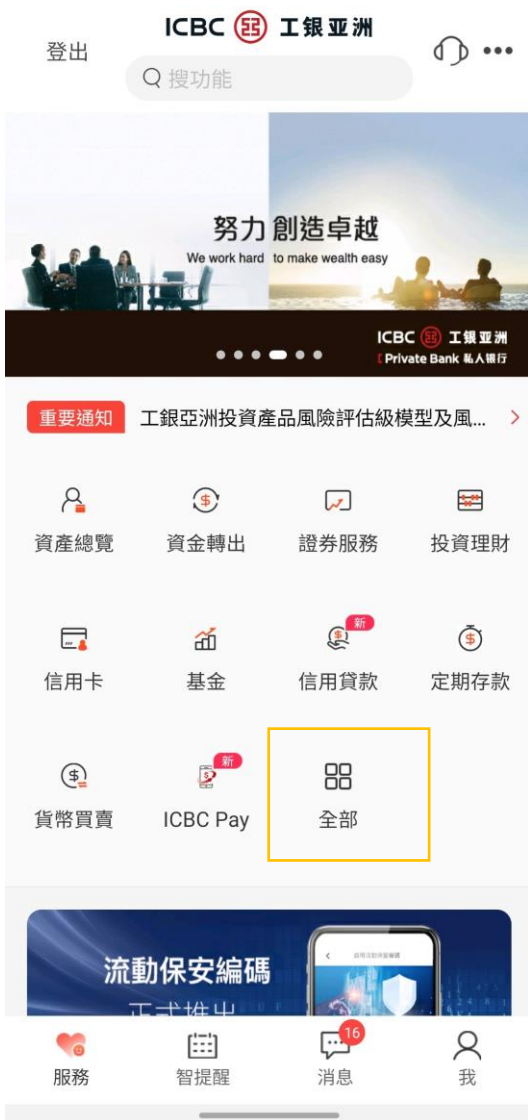 ICBC 工银亚洲
登出
搜功能
努力 創造卓越
We work hard to make wealth easy
ICBC 工银亚洲
Private Bank 私人银行
重要通知 工銀亞洲投資產品風險評估級模型及風...
資產總覽 資金轉出 證券服務 投資理財
新
信用卡 基金 信用貸款 定期存款
新
貨幣買賣 ICBC Pay 全部
流動保安編碼
正式推出
16
服務 智提醒 消息 我